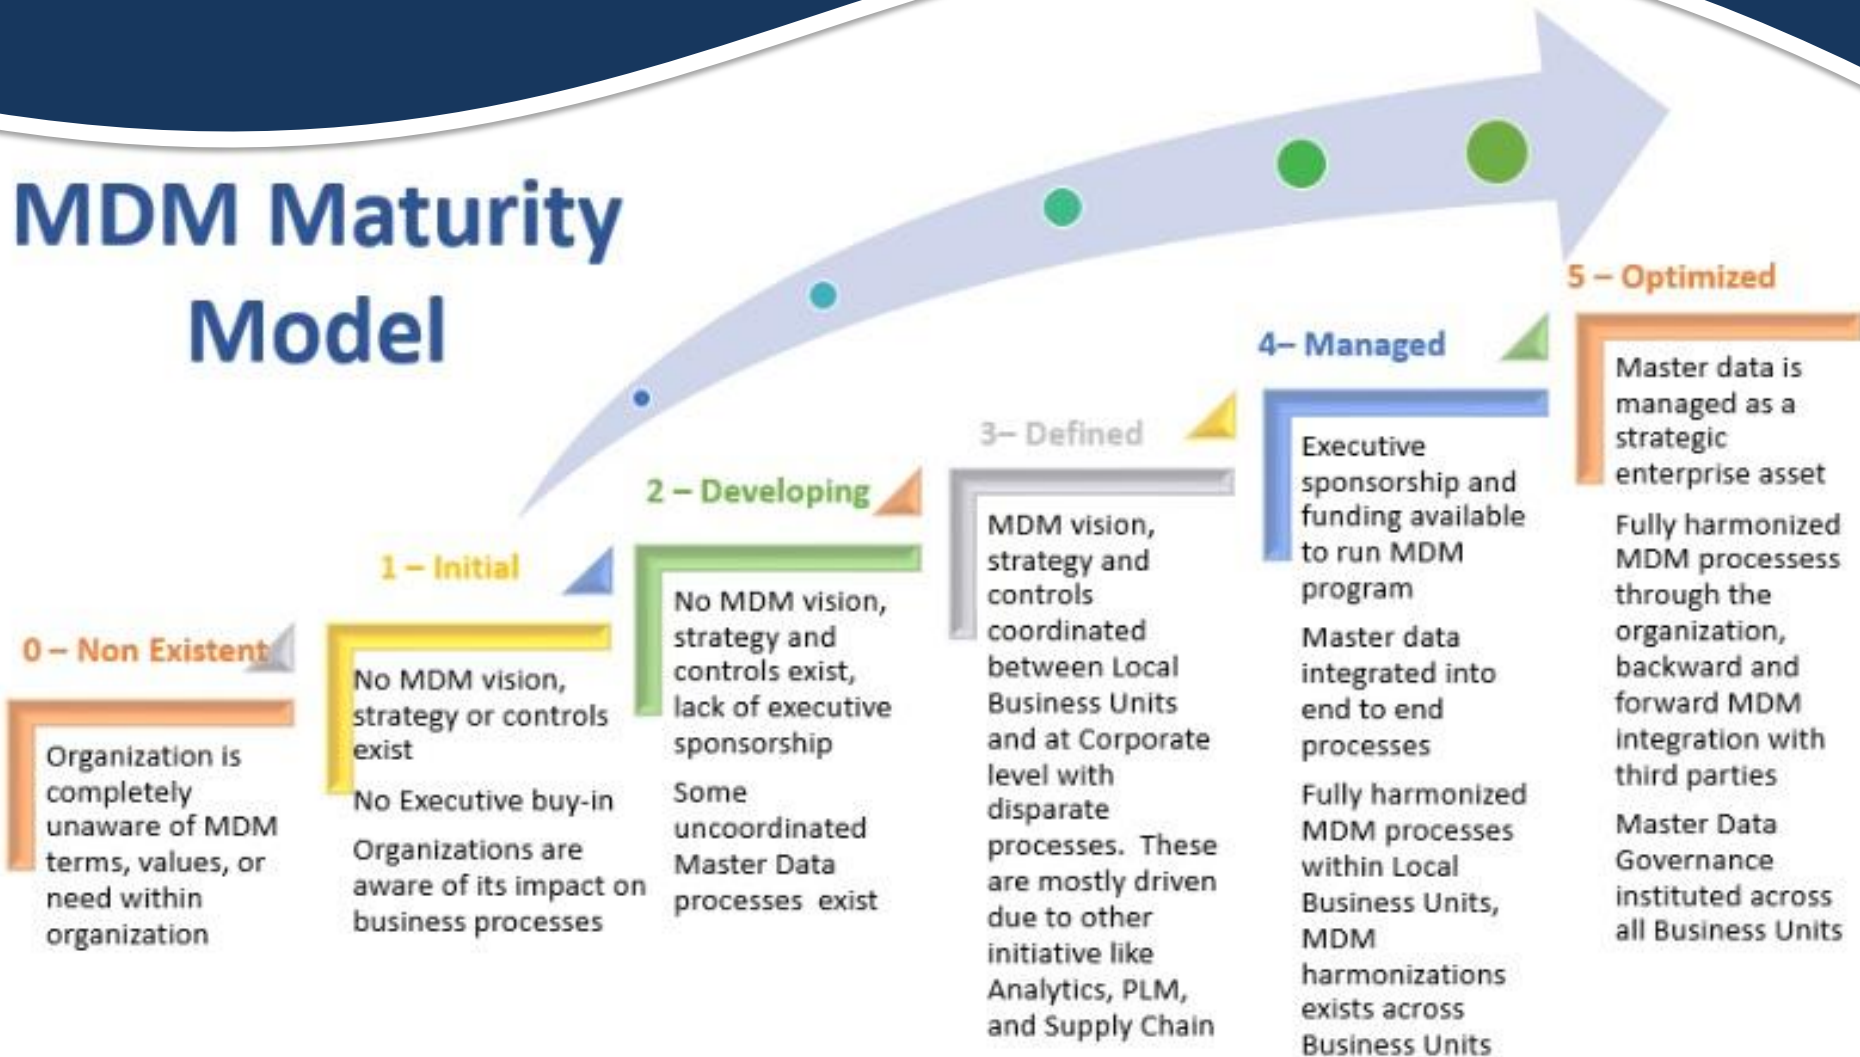 MDM Maturity
Model
0 – Non Existent
Organization is
completely
unaware of MDM
terms, values, or
need within
organization
1 – Initial
No MDM vision,
strategy or controls
exist
No Executive buy-in
Organizations are
aware of its impact on
business processes
2 – Developing
No MDM vision,
strategy and
controls exist,
lack of executive
sponsorship
Some
uncoordinated
Master Data
processes exist
3– Defined
MDM vision,
strategy and
controls
coordinated
between Local
Business Units
and at Corporate
level with
disparate
processes. These
are mostly driven
due to other
initiative like
Analytics, PLM,
and Supply Chain
4– Managed
Executive
sponsorship and
funding available
to run MDM
program
Master data
integrated into
end to end
processes
Fully harmonized
MDM processes
within Local
Business Units,
MDM
harmonizations
exists across
Business Units
5 – Optimized
Master data is
managed as a
strategic
enterprise asset
Fully harmonized
MDM processess
through the
organization,
backward and
forward MDM
integration with
third parties
Master Data
Governance
instituted across
all Business Units